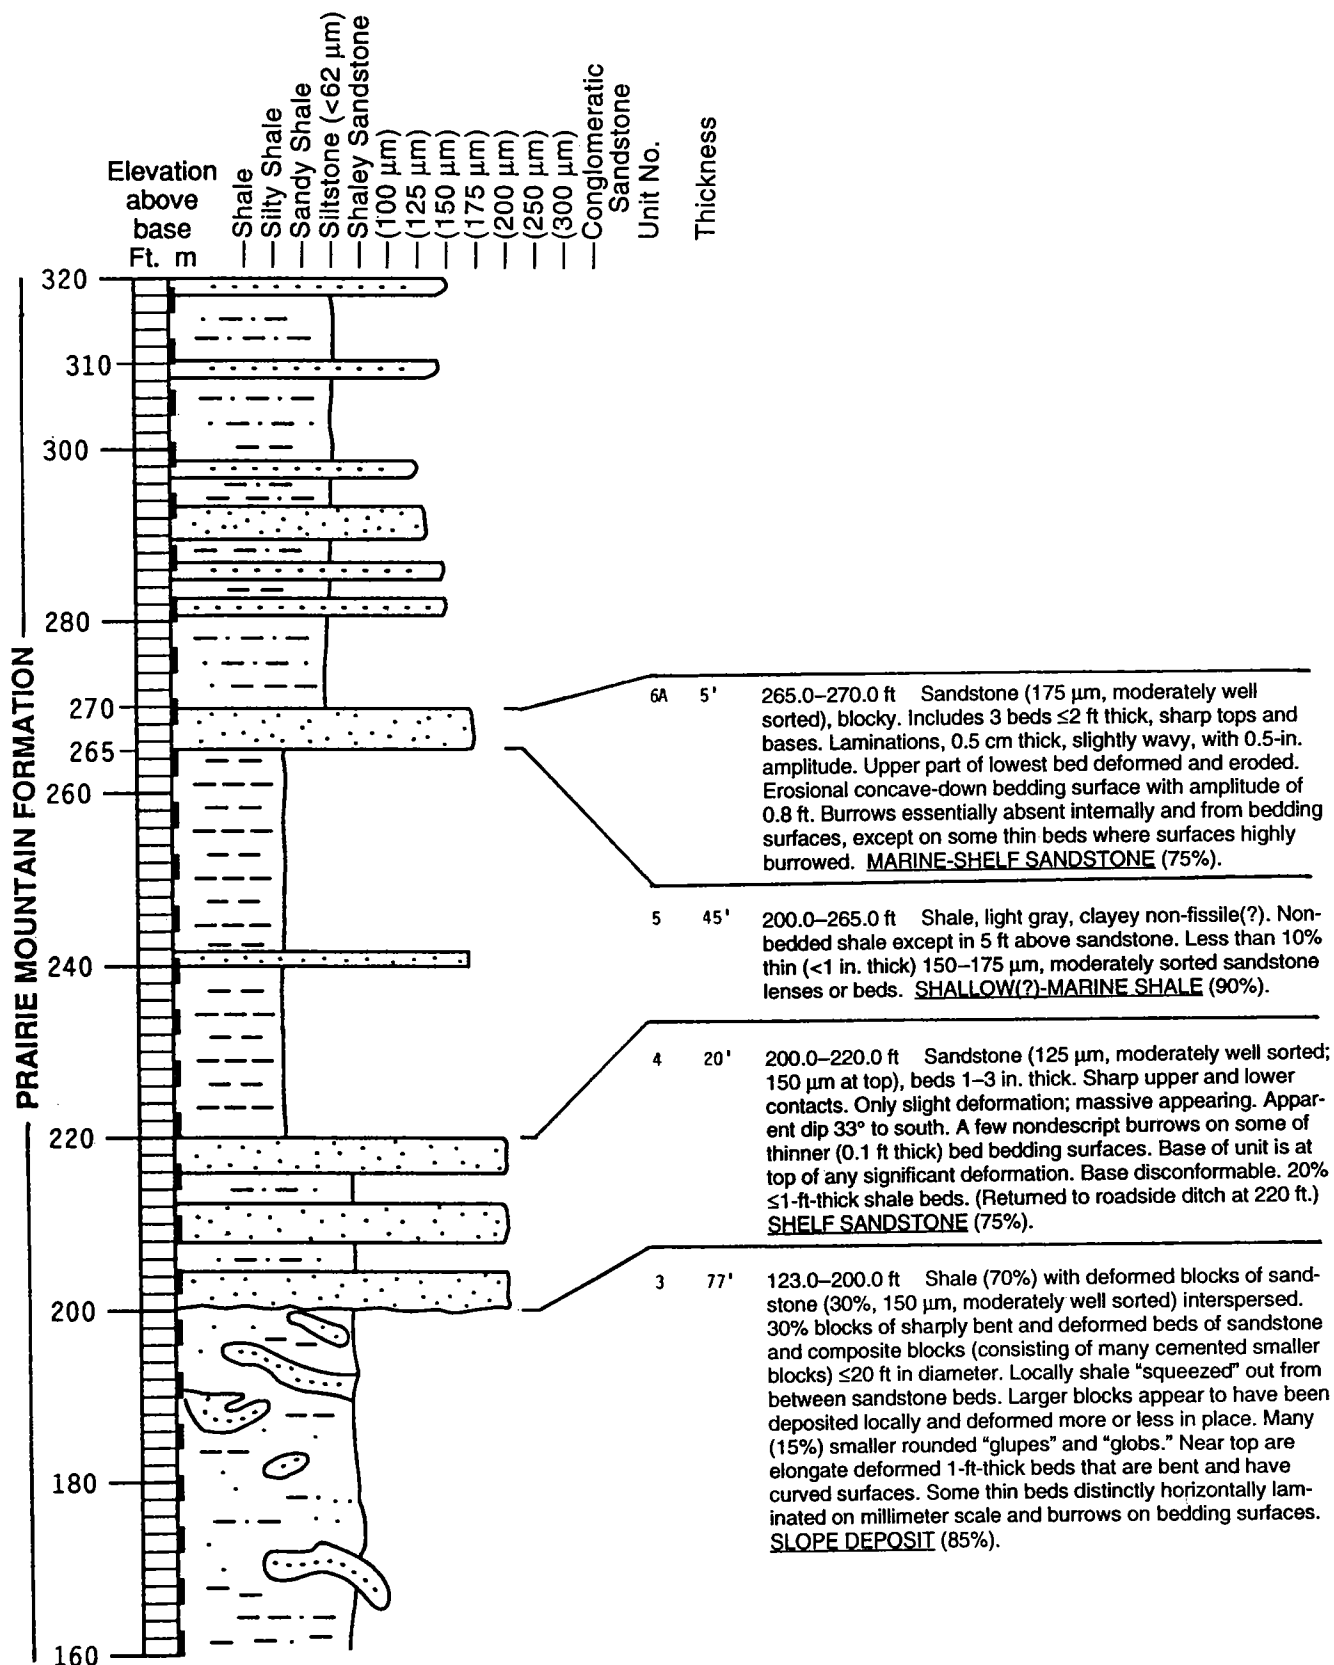 Elevation
above
base
Ft. m
Shale
Silty Shale
Sandy Shale
Siltstone (<62 μm)
Shaley Sandstone
(100 μm)
(125 μm)
(150 μm)
(175 μm)
(200 μm)
(250 μm)
(300 μm)
Conglomeratic
Sandstone
Unit No.
Thickness
PRAIRIE MOUNTAIN FORMATION
320
310
300
280
270
265
260
240
220
200
180
160
6A 5' 265.0–270.0 ft Sandstone (175 μm, moderately well
sorted), blocky. Includes 3 beds ≤2 ft thick, sharp tops and
bases. Laminations, 0.5 cm thick, slightly wavy, with 0.5-in.
amplitude. Upper part of lowest bed deformed and eroded.
Erosional concave-down bedding surface with amplitude of
0.8 ft. Burrows essentially absent internally and from bedding
surfaces, except on some thin beds where surfaces highly
burrowed. MARINE-SHELF SANDSTONE (75%).
5 45' 200.0–265.0 ft Shale, light gray, clayey non-fissile(?). Non-
bedded shale except in 5 ft above sandstone. Less than 10%
thin (<1 in. thick) 150–175 μm, moderately sorted sandstone
lenses or beds. SHALLOW(?)-MARINE SHALE (90%).
4 20' 200.0–220.0 ft Sandstone (125 μm, moderately well sorted;
150 μm at top), beds 1–3 in. thick. Sharp upper and lower
contacts. Only slight deformation; massive appearing. Appar-
ent dip 33° to south. A few nondescript burrows on some of
thinner (0.1 ft thick) bed bedding surfaces. Base of unit is at
top of any significant deformation. Base disconformable. 20%
≤1-ft-thick shale beds. (Returned to roadside ditch at 220 ft.)
SHELF SANDSTONE (75%).
3 77' 123.0–200.0 ft Shale (70%) with deformed blocks of sand-
stone (30%, 150 μm, moderately well sorted) interspersed.
30% blocks of sharply bent and deformed beds of sandstone
and composite blocks (consisting of many cemented smaller
blocks) ≤20 ft in diameter. Locally shale "squeezed" out from
between sandstone beds. Larger blocks appear to have been
deposited locally and deformed more or less in place. Many
(15%) smaller rounded "glupes" and "globs." Near top are
elongate deformed 1-ft-thick beds that are bent and have
curved surfaces. Some thin beds distinctly horizontally lam-
inated on millimeter scale and burrows on bedding surfaces.
SLOPE DEPOSIT (85%).